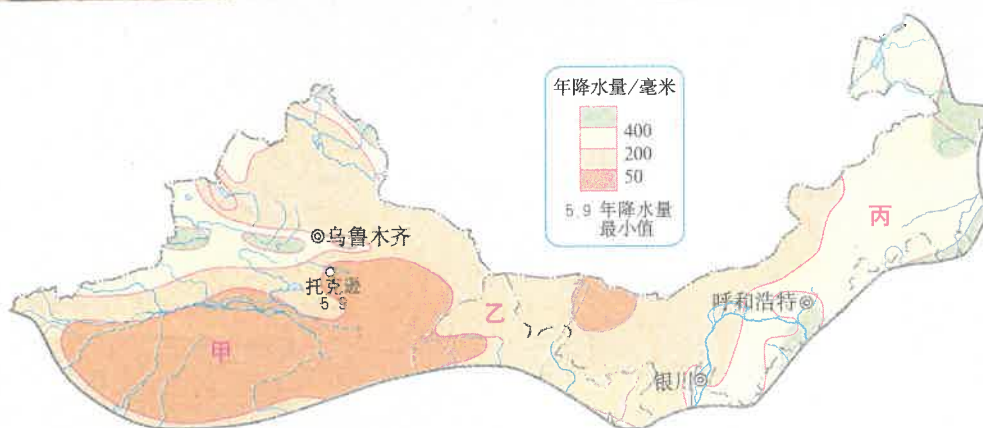 年降水量/毫米
400
200
50
5.9 年降水量
最小值
丙
乌鲁木齐
托克逊
5.9
乙
呼和浩特
甲
银川